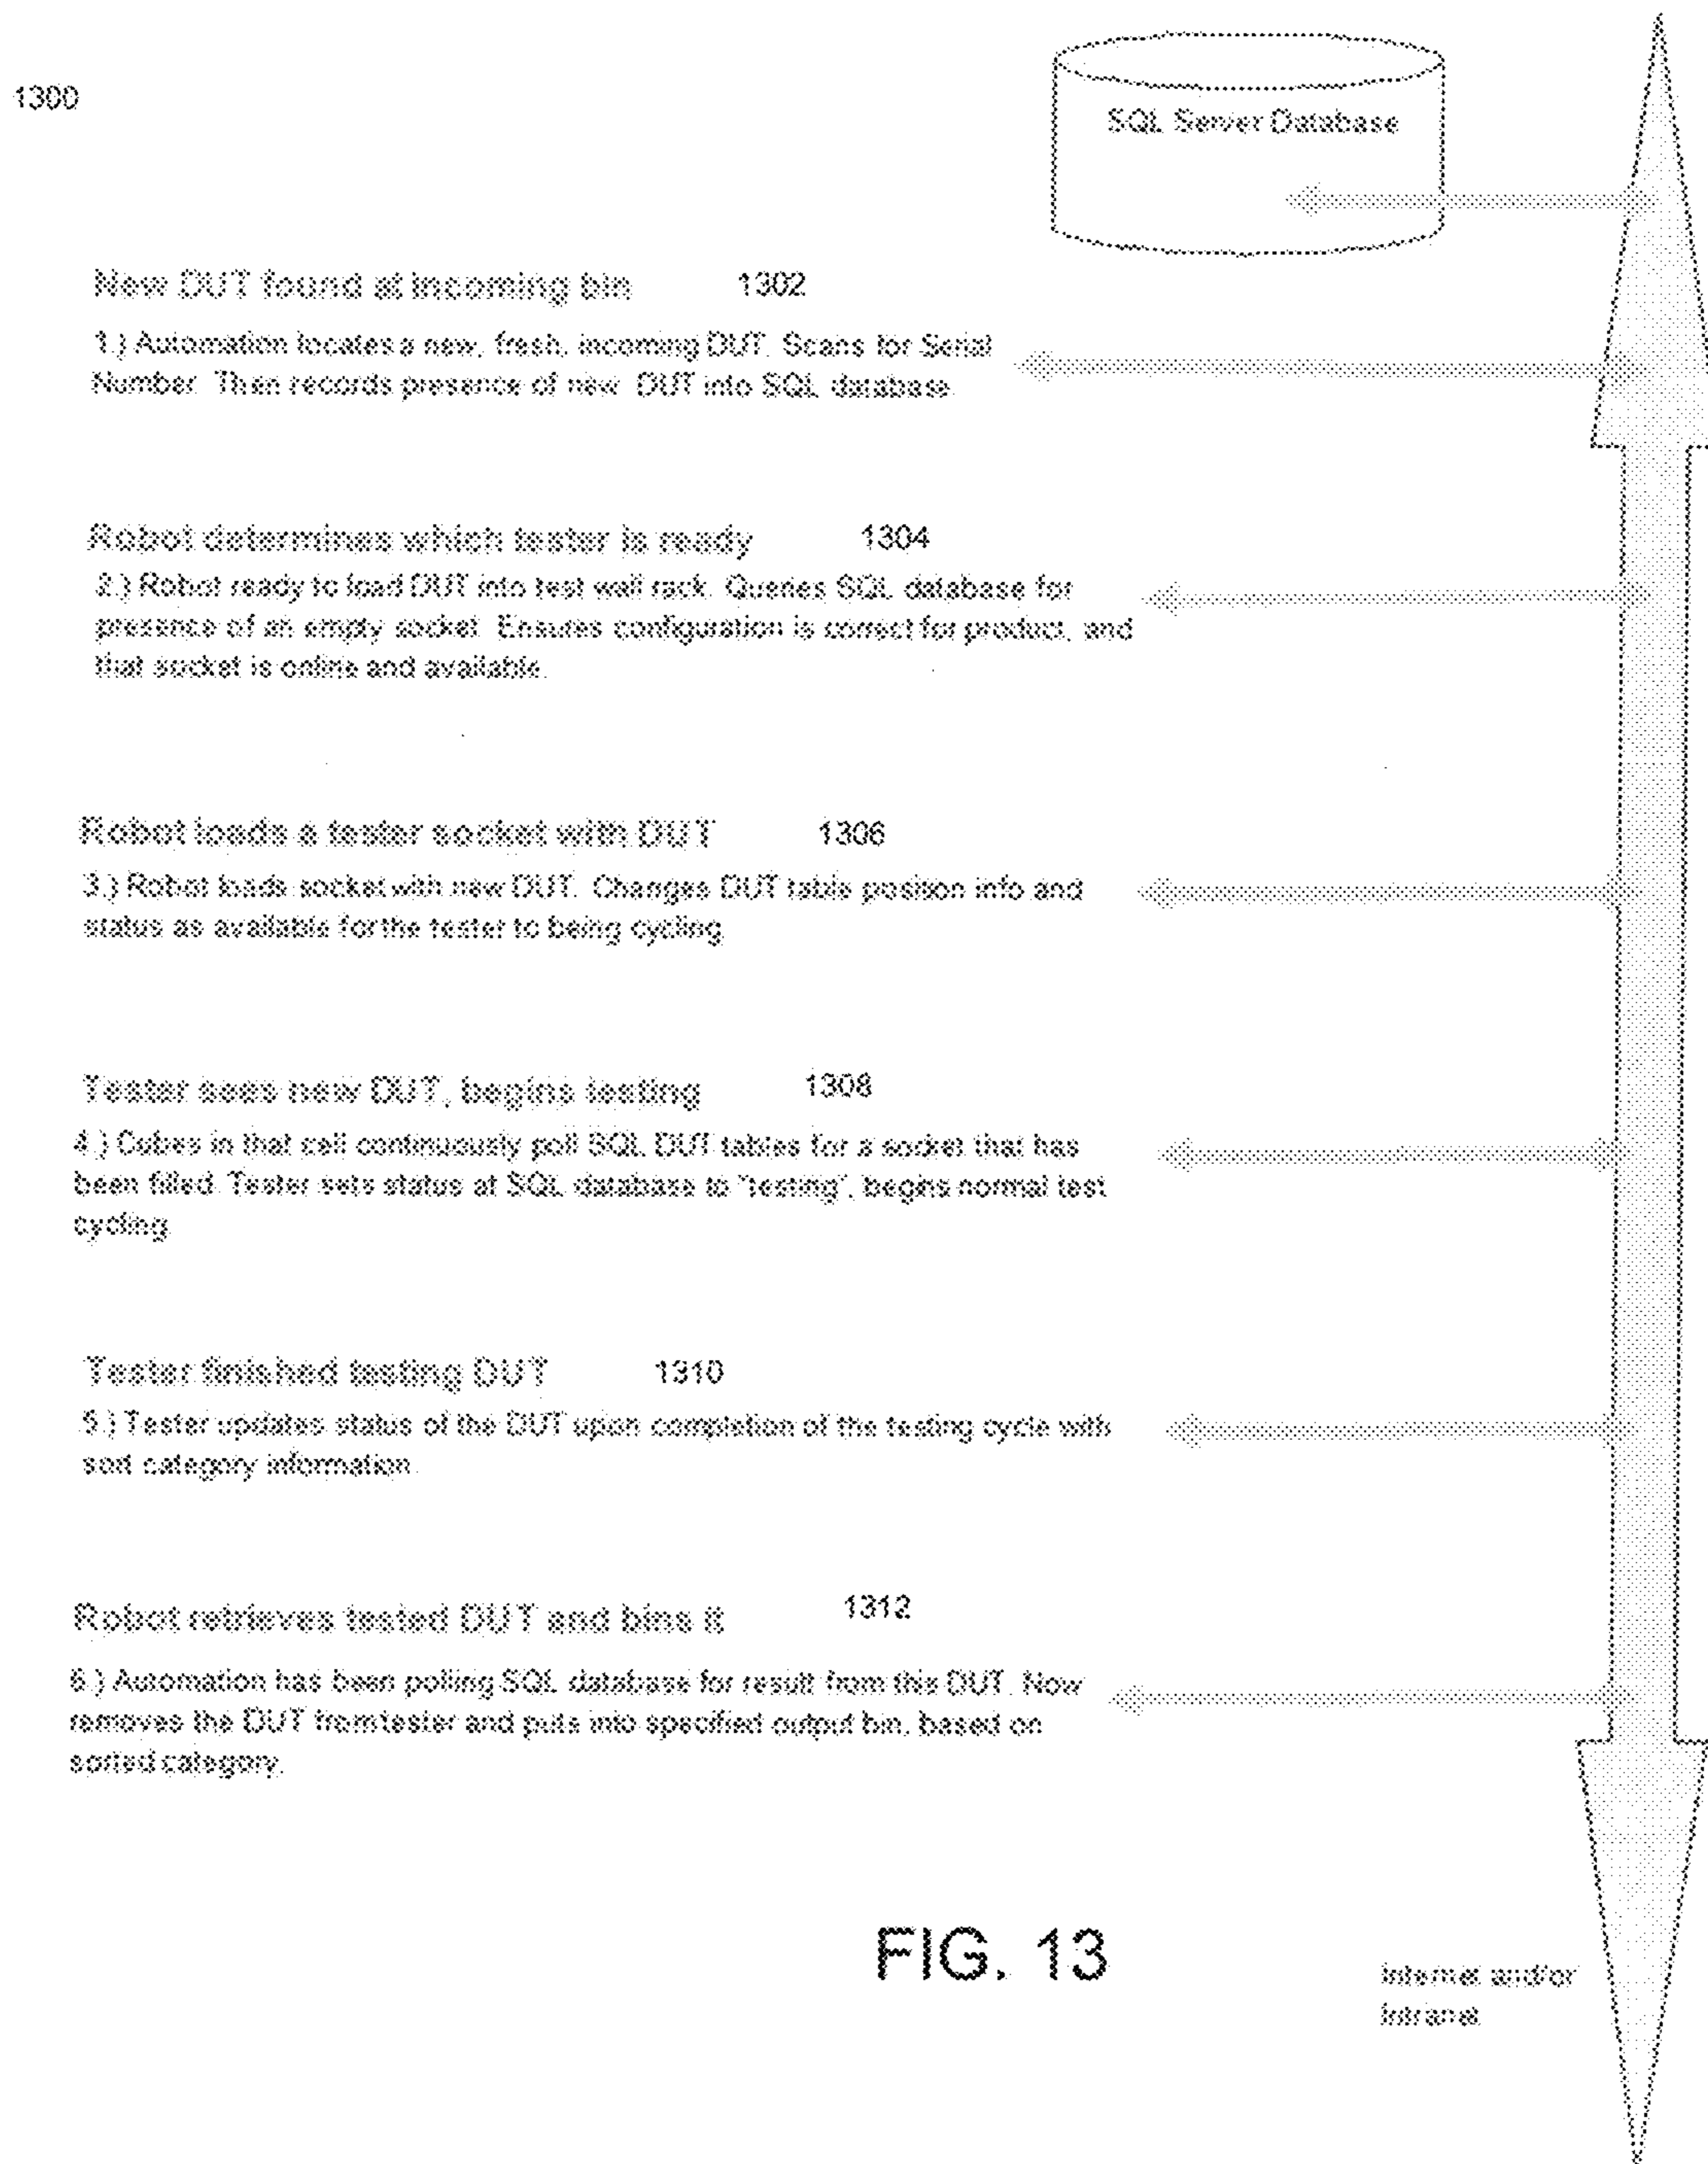 1300
SQL Server Database
New DUT found at incoming bin 1302
1.) Automation locates a new, fresh, incoming DUT. Scans for Serial
Number. Then records presence of new DUT into SQL database.
Robot determines which tester is ready 1304
2.) Robot ready to load DUT into test wall rack. Queries SQL database for
presence of an empty socket. Ensures configuration is correct for product, and
that socket is online and available.
Robot loads a tester socket with DUT 1306
3.) Robot loads socket with new DUT. Changes DUT table position info and
status as available for the tester to being cycling
Tester sees new DUT, begins testing 1308
4.) Cubes in that cell continuously poll SQL DUT tables for a socket that has
been filled. Tester sets status at SQL database to "testing", begins normal test
cycling.
Tester finished testing DUT 1310
5.) Tester updates status of the DUT upon completion of the testing cycle with
sort category information.
Robot retrieves tested DUT and bins it 1312
6.) Automation has been polling SQL database for result from this DUT. Now
removes the DUT from tester and puts into specified output bin, based on
sorted category.
FIG. 13
Internet and/or
Intranet